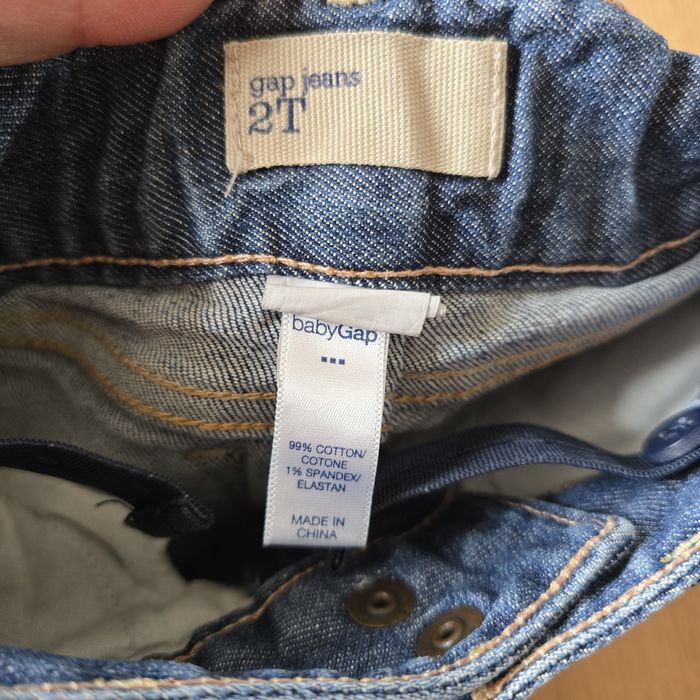 gap jeans
2T
babyGap
99% COTTON/
COTONE
1% SPANDEX/
ELASTAN
MADE IN
CHINA